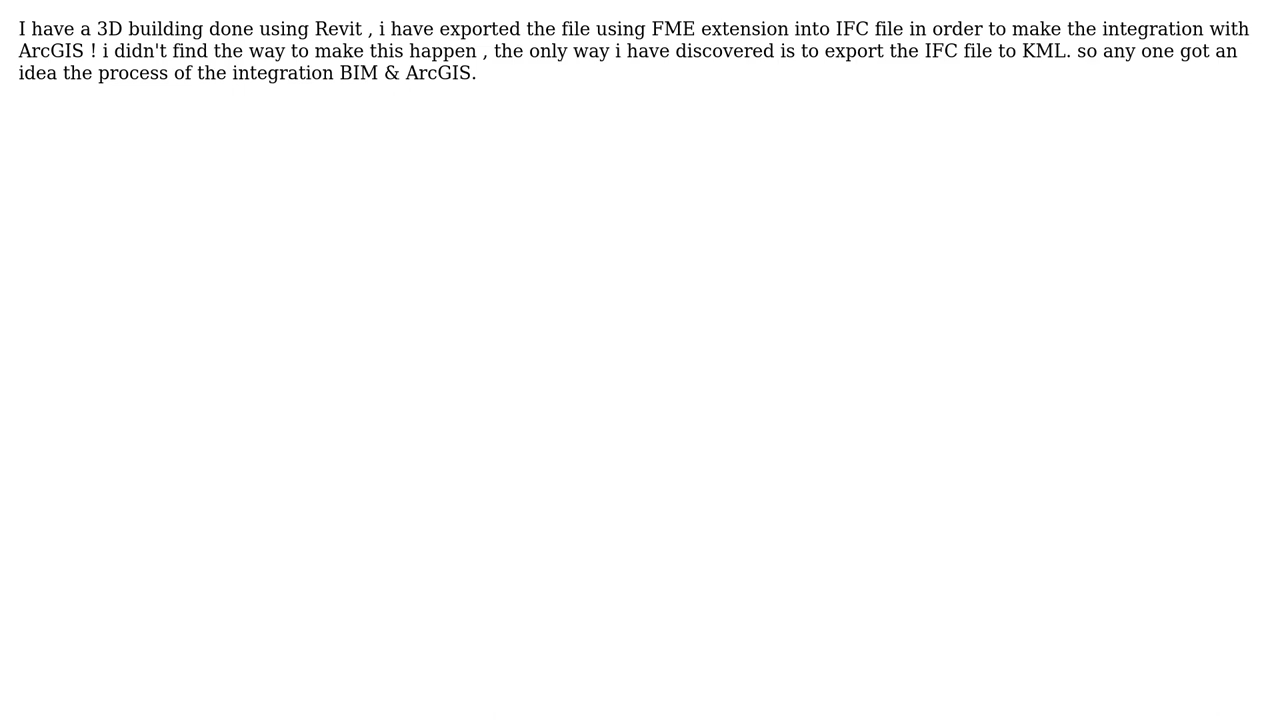 I have a 3D building done using Revit , i have exported the file using FME extension into IFC file in order to make the integration with
ArcGIS ! i didn't find the way to make this happen , the only way i have discovered is to export the IFC file to KML. so any one got an
idea the process of the integration BIM & ArcGIS.